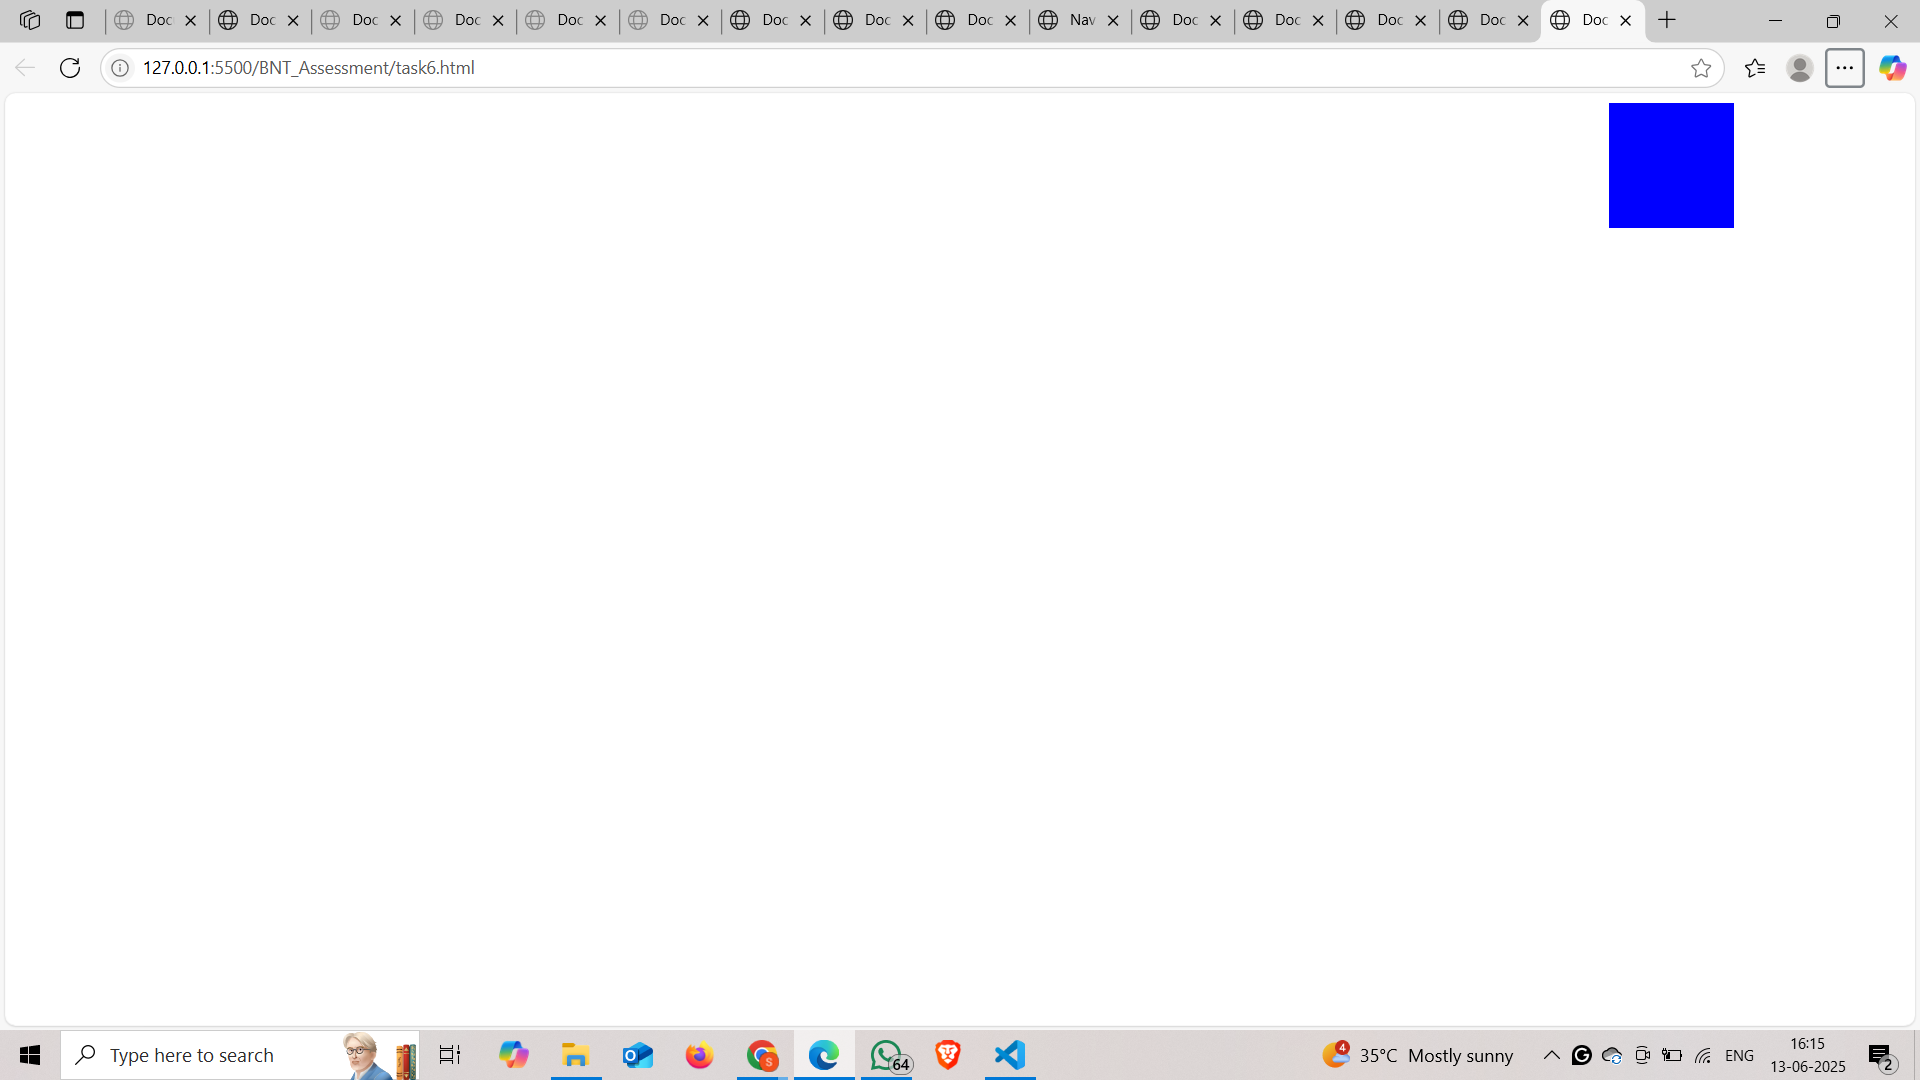 Doc Doc Doc Doc Doc Doc Doc Doc Doc Nav Doc Doc Doc Doc Doc
127.0.0.1:5500/BNT_Assessment/task6.html
Type here to search
S
64
4
35°C Mostly sunny
ENG
16:15
13-06-2025
2